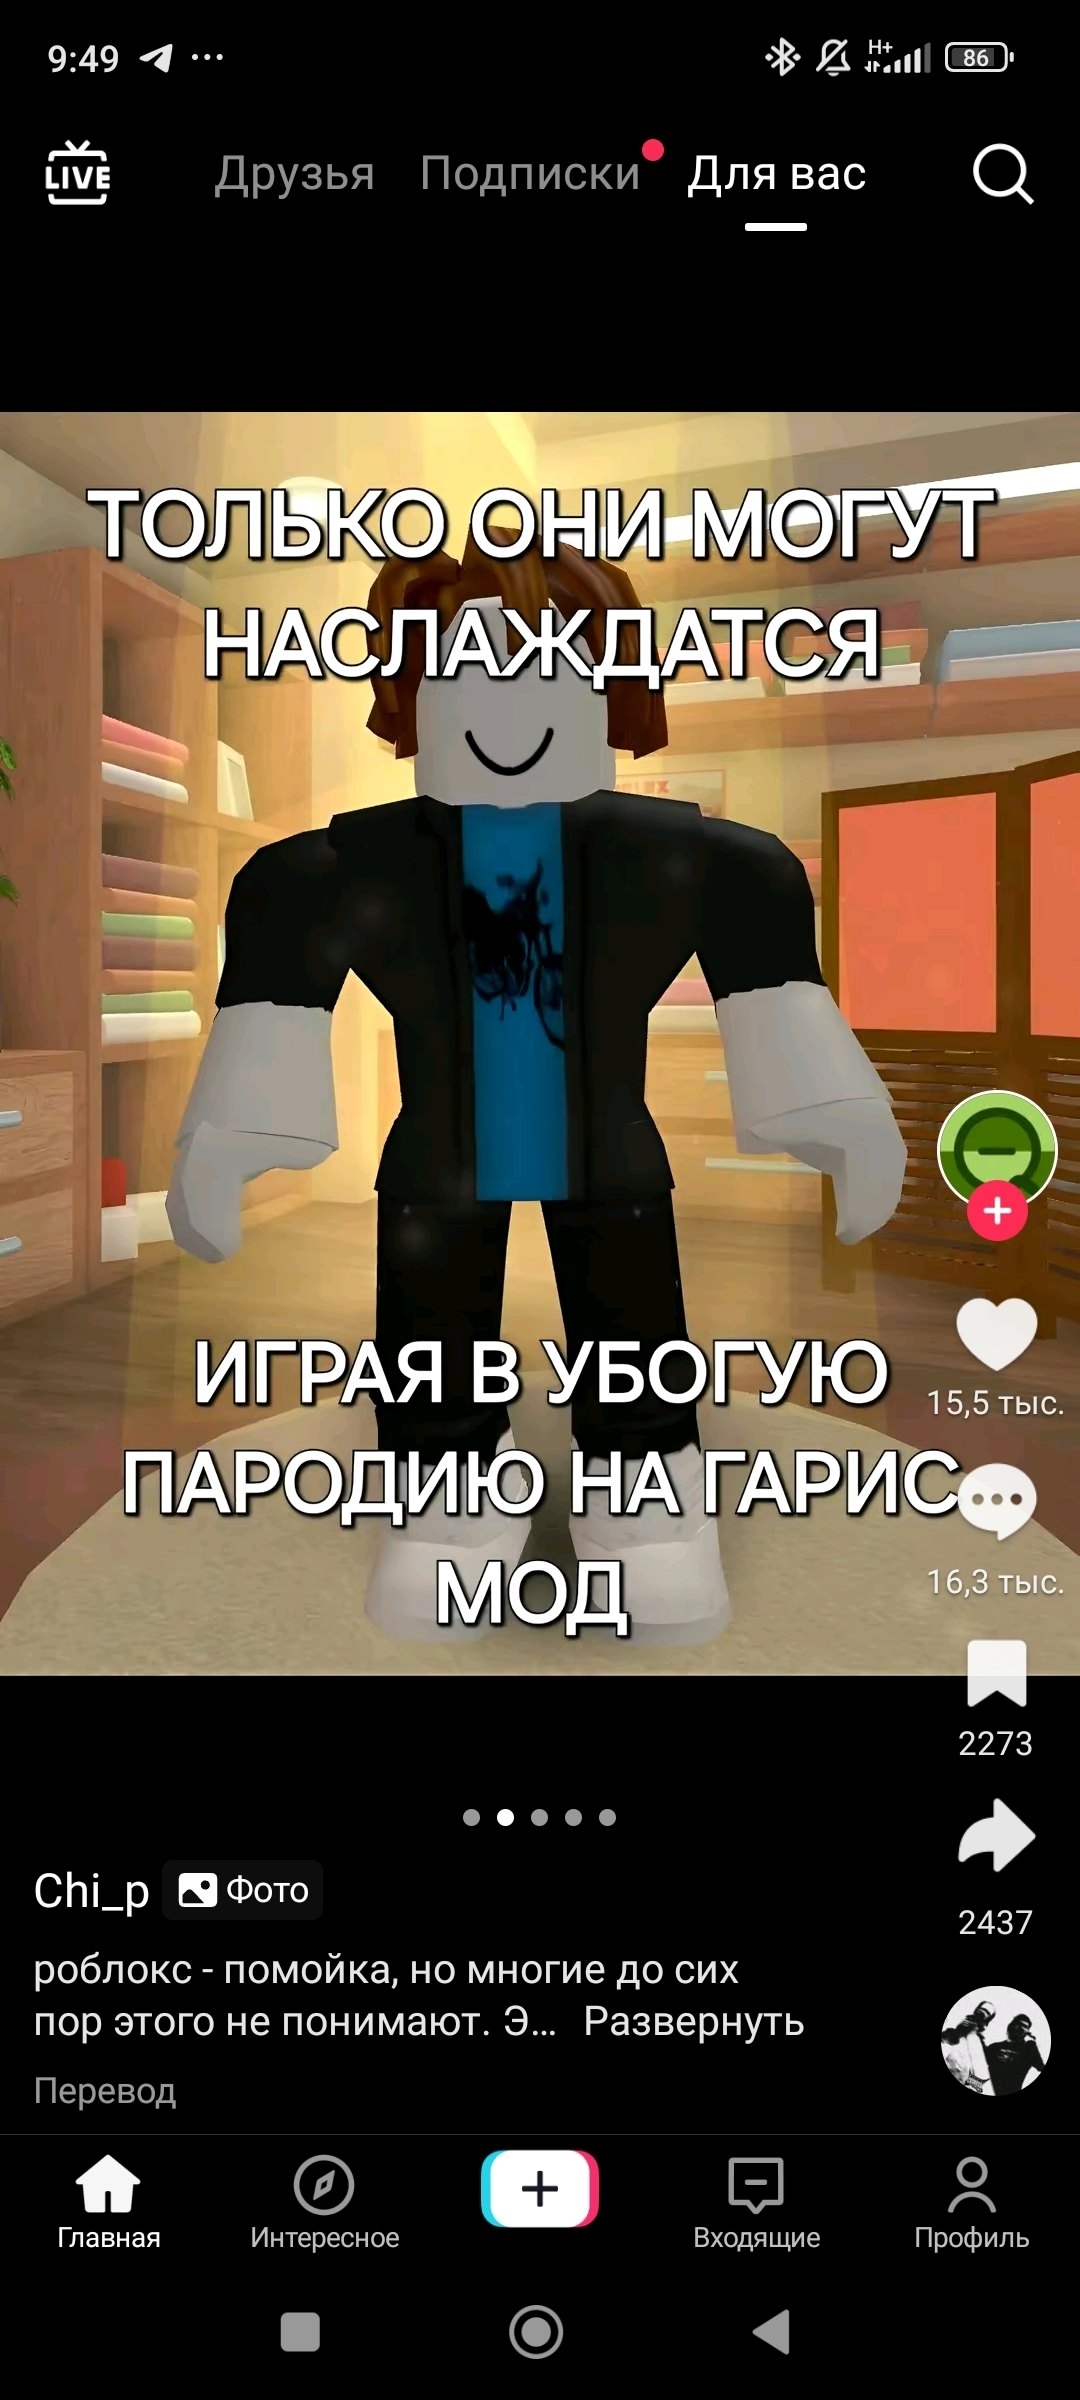 9:49
H+
86
LIVE
Друзья
Подписки
Для вас
ТОЛЬКО ОНИ МОГУТ
НАСЛАЖДАТСЯ
ИГРАЯ В УБОГУЮ
ПАРОДИЮ НА ГАРИС
МОД
15,5 тыс.
16,3 тыс.
2273
2437
Chi_p
Фото
роблокс - помойка, но многие до сих
пор этого не понимают. Э... Развернуть
Перевод
Главная
Интересное
Входящие
Профиль